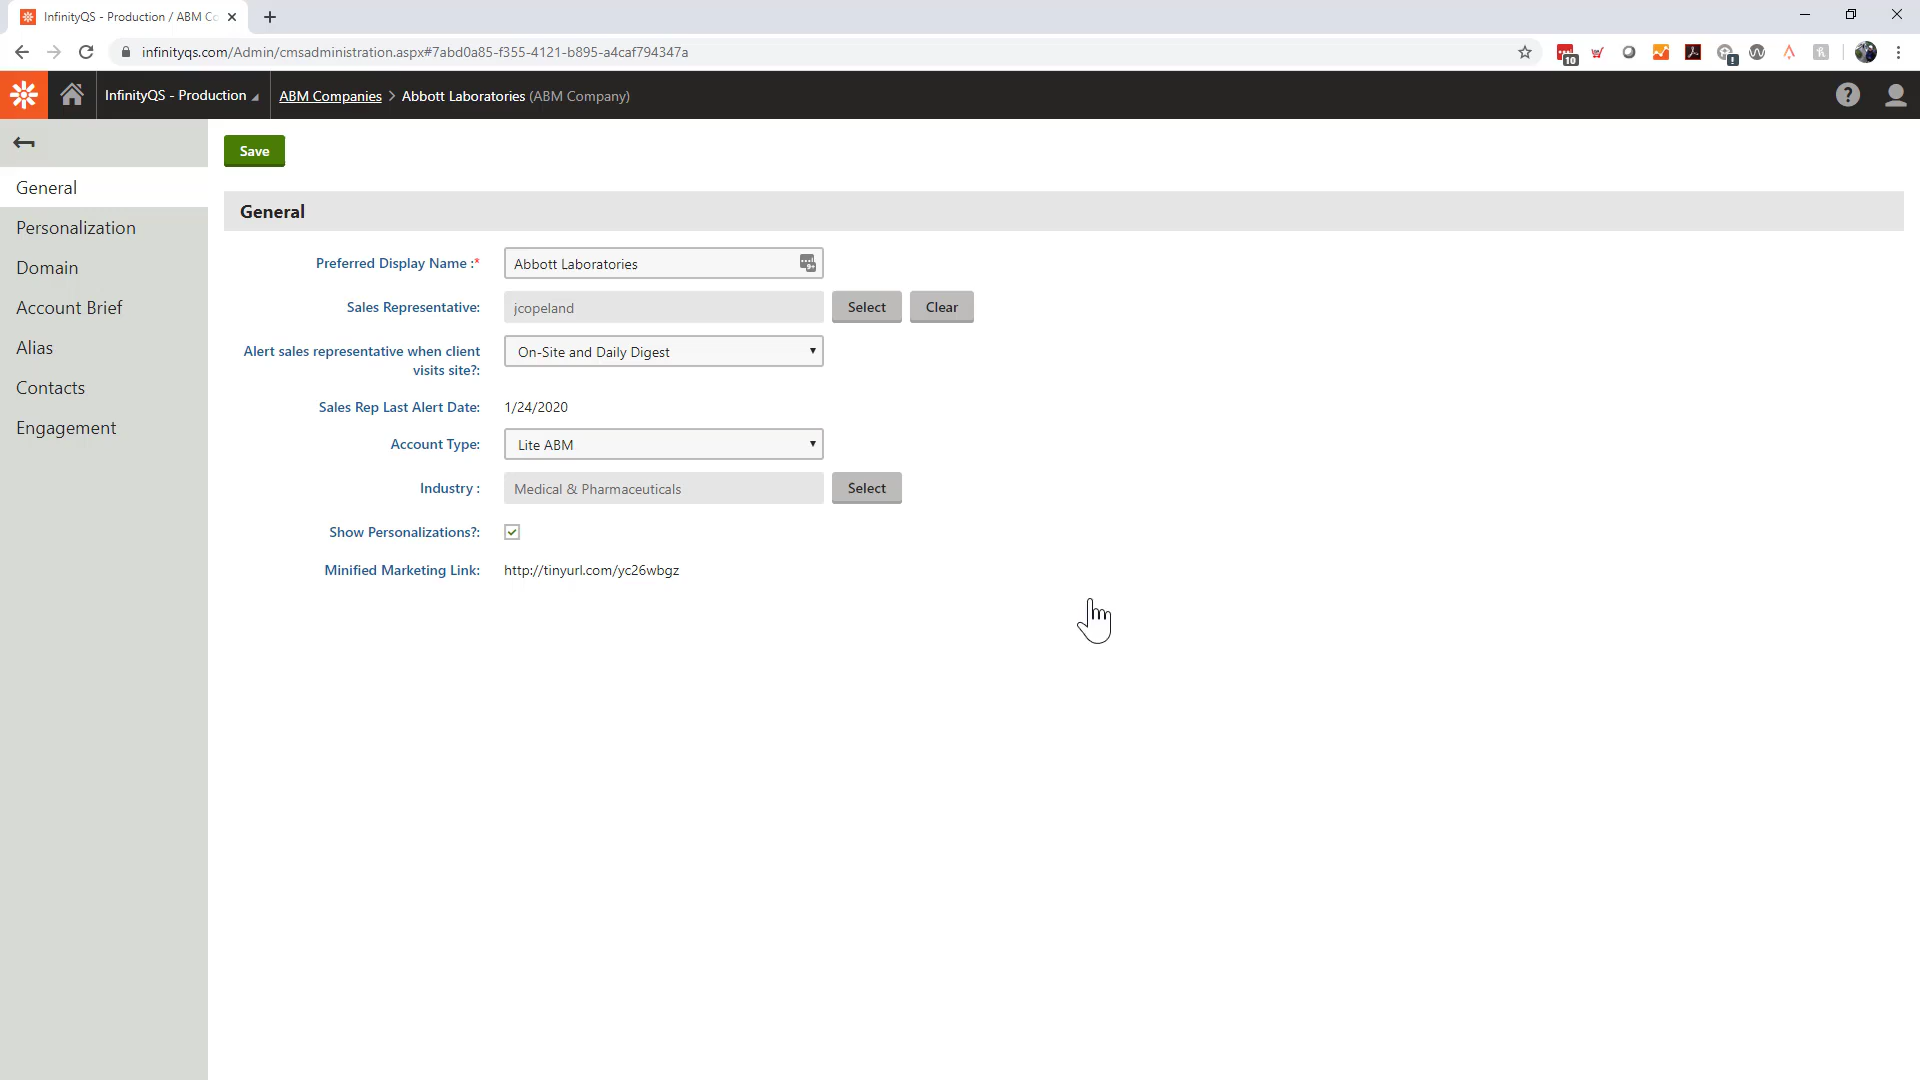 InfinityQS - Production / ABM Co
infinityqs.com/Admin/cmsadministration.aspx#7abd0a85-f355-4121-b895-a4caf794347a
10
InfinityQS - Production
ABM Companies > Abbott Laboratories (ABM Company)
?
Save
General
Personalization
Domain
Account Brief
Alias
Contacts
Engagement
General
Preferred Display Name :* Abbott Laboratories
Sales Representative: jcopeland Select Clear
Alert sales representative when client
visits site?: On-Site and Daily Digest
Sales Rep Last Alert Date: 1/24/2020
Account Type: Lite ABM
Industry : Medical & Pharmaceuticals Select
Show Personalizations?:
Minified Marketing Link: http://tinyurl.com/yc26wbgz